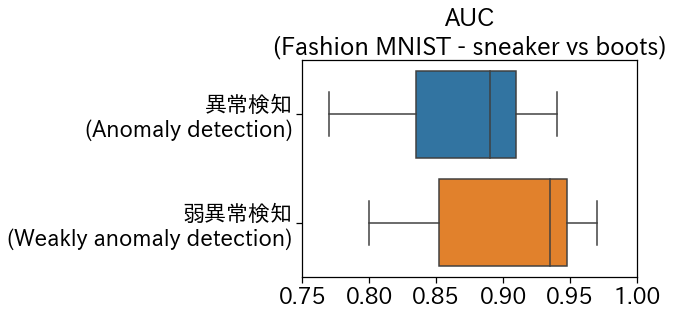 AUC
(Fashion MNIST - sneaker vs boots)
異常検知
(Anomaly detection)
弱異常検知
(Weakly anomaly detection)
0.75 0.80 0.85 0.90 0.95 1.00